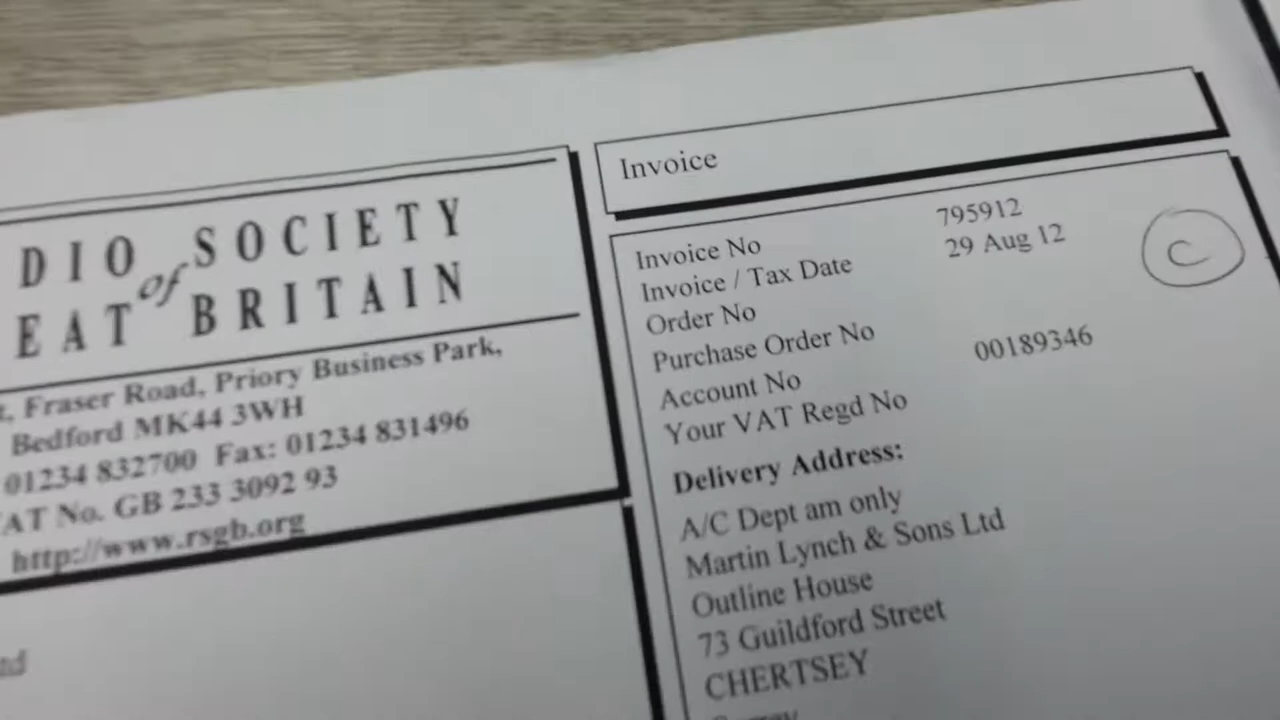 DIO SOCIETY
of
EAT BRITAIN
Fraser Road, Priory Business Park,
Bedford MK44 3WH
01234 832700 Fax: 01234 831496
AT No. GB 233 3092 93
http://www.rsgb.org
nd
Invoice
Invoice No 795912
Invoice / Tax Date 29 Aug 12
Order No
Purchase Order No
Account No 00189346
Your VAT Regd No
C
Delivery Address:
A/C Dept am only
Martin Lynch & Sons Ltd
Outline House
73 Guildford Street
CHERTSEY